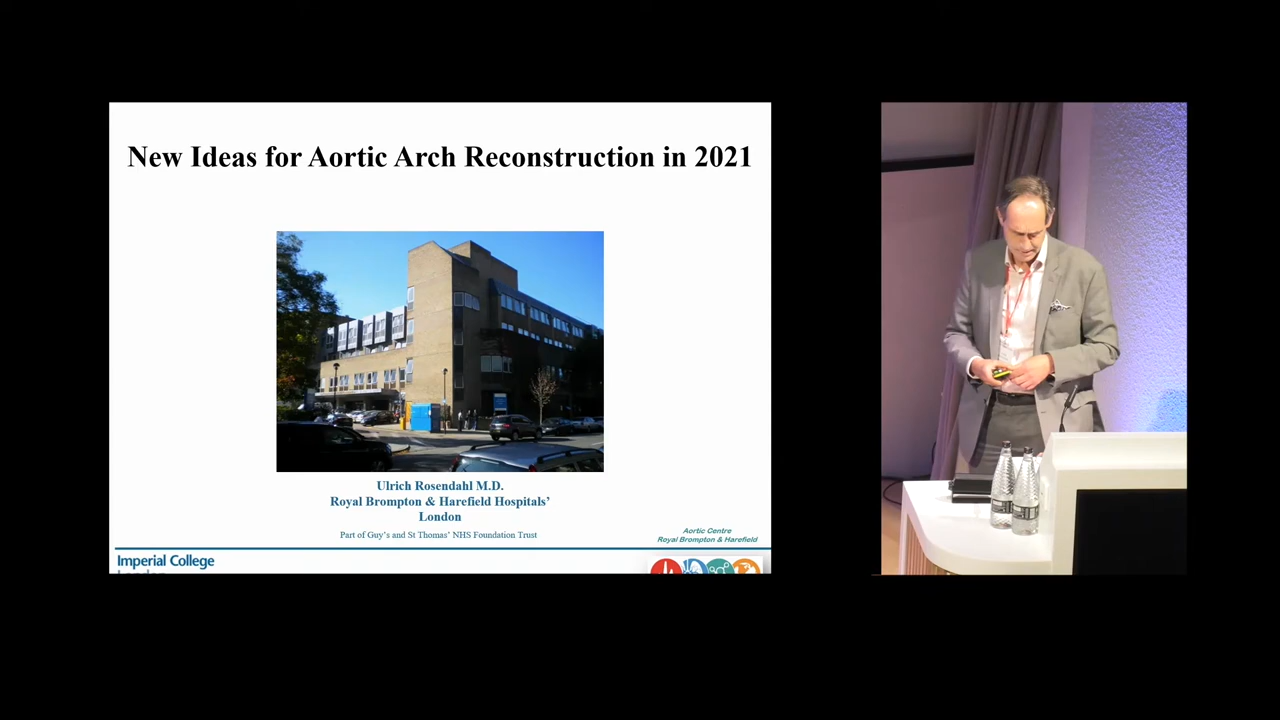 New Ideas for Aortic Arch Reconstruction in 2021
Ulrich Rosendahl M.D.
Royal Brompton & Harefield Hospitals’
London
Part of Guy’s and St Thomas’ NHS Foundation Trust
Aortic Centre
Royal Brompton & Harefield
Imperial College